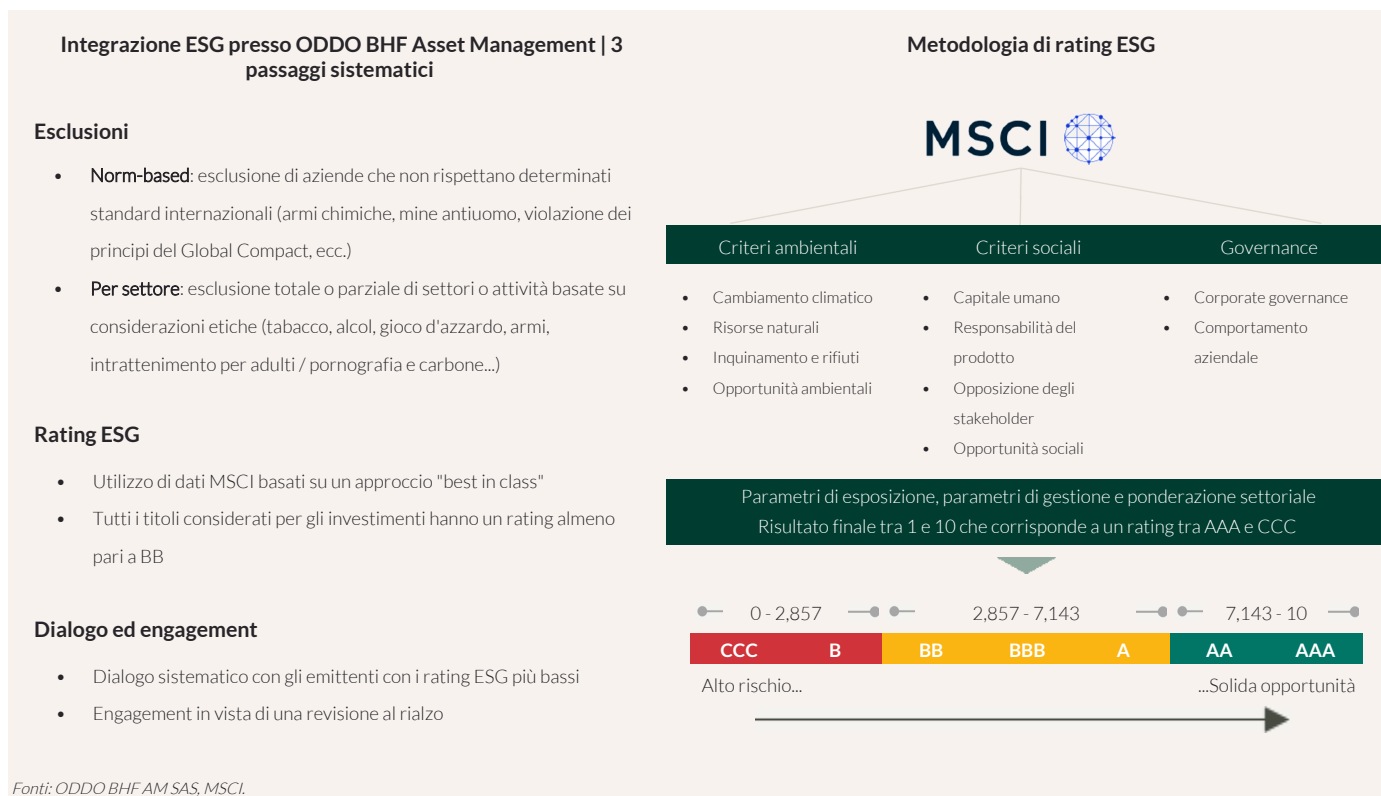 Integrazione ESG presso ODDO BHF Asset Management | 3
passaggi sistematici
Esclusioni
• Norm-based: esclusione di aziende che non rispettano determinati
standard internazionali (armi chimiche, mine antiuomo, violazione dei
principi del Global Compact, ecc.)
• Per settore: esclusione totale o parziale di settori o attività basate su
considerazioni etiche (tabacco, alcol, gioco d'azzardo, armi,
intrattenimento per adulti / pornografia e carbone...)
Rating ESG
• Utilizzo di dati MSCI basati su un approccio "best in class"
• Tutti i titoli considerati per gli investimenti hanno un rating almeno
pari a BB
Dialogo ed engagement
• Dialogo sistematico con gli emittenti con i rating ESG più bassi
• Engagement in vista di una revisione al rialzo
Metodologia di rating ESG
MSCI
Criteri ambientali
• Cambiamento climatico
• Risorse naturali
• Inquinamento e rifiuti
• Opportunità ambientali
Criteri sociali
• Capitale umano
• Responsabilità del
prodotto
• Opposizione degli
stakeholder
• Opportunità sociali
Governance
• Corporate governance
• Comportamento
aziendale
Parametri di esposizione, parametri di gestione e ponderazione settoriale
Risultato finale tra 1 e 10 che corrisponde a un rating tra AAA e CCC
0 - 2,857 2,857 - 7,143 7,143 - 10
CCC B BB BBB A AA AAA
Alto rischio... ...Solida opportunità
Fonti: ODDO BHF AM SAS, MSCI.